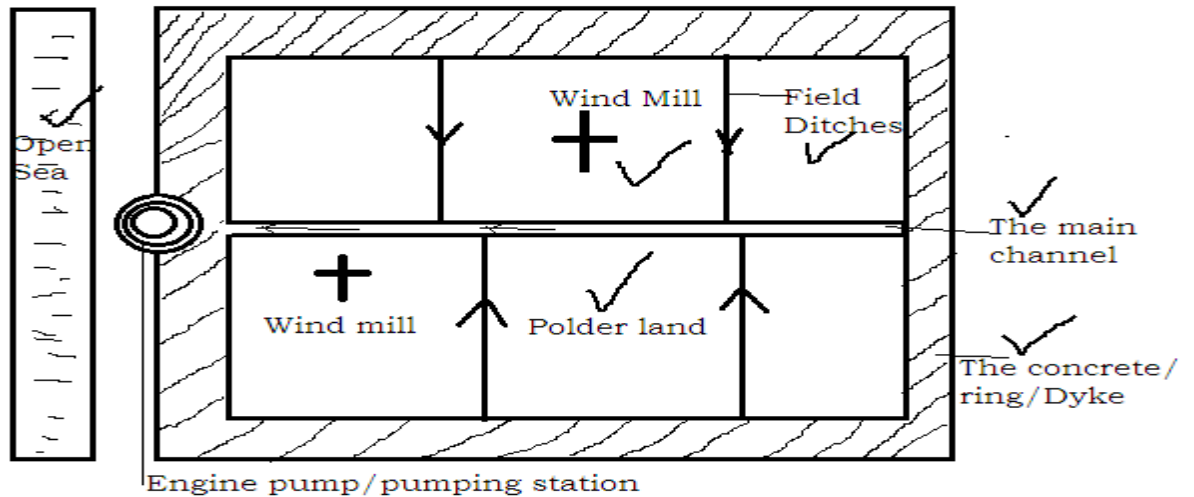 Wind Mill
Field
Ditches
Open
Sea
The main
channel
Wind mill
Polder land
The concrete/
ring/Dyke
Engine pump/pumping station